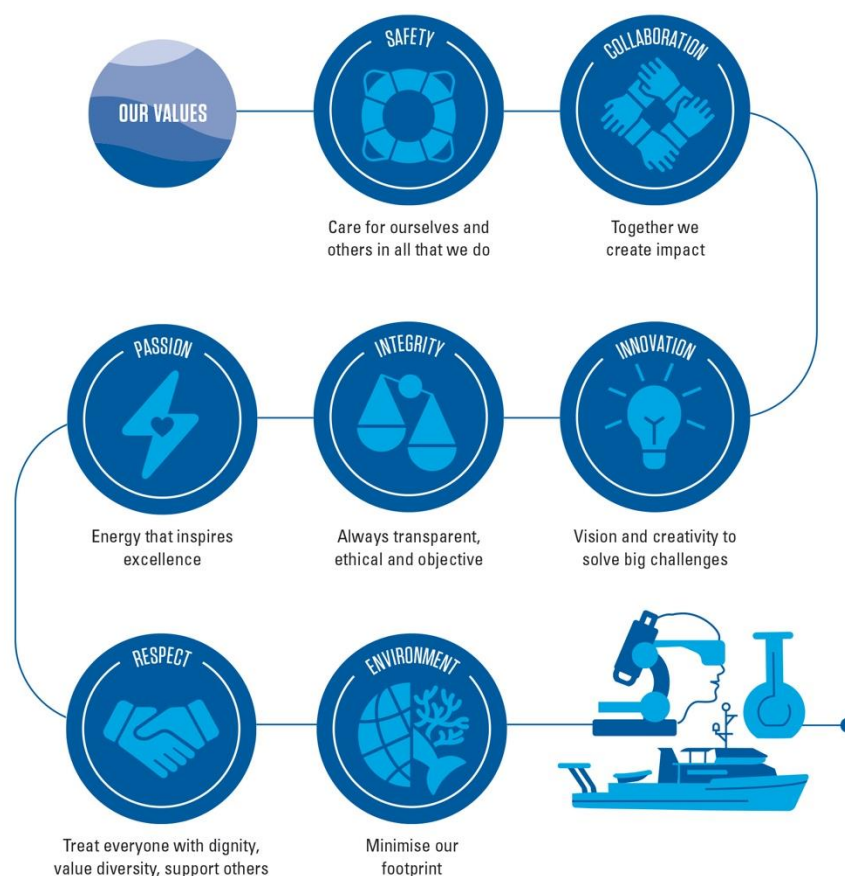 OUR VALUES
SAFETY
Care for ourselves and
others in all that we do
COLLABORATION
Together we
create impact
INNOVATION
Vision and creativity to
solve big challenges
INTEGRITY
Always transparent,
ethical and objective
PASSION
Energy that inspires
excellence
RESPECT
Treat everyone with dignity,
value diversity, support others
ENVIRONMENT
Minimise our
footprint